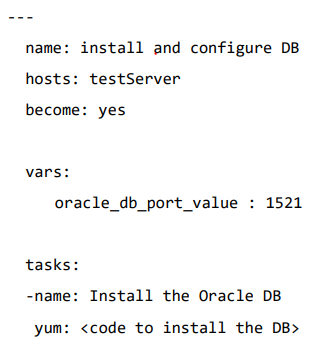 ---
name: install and configure DB
hosts: testServer
become: yes
vars:
oracle_db_port_value : 1521
tasks:
-name: Install the Oracle DB
yum: <code to install the DB>